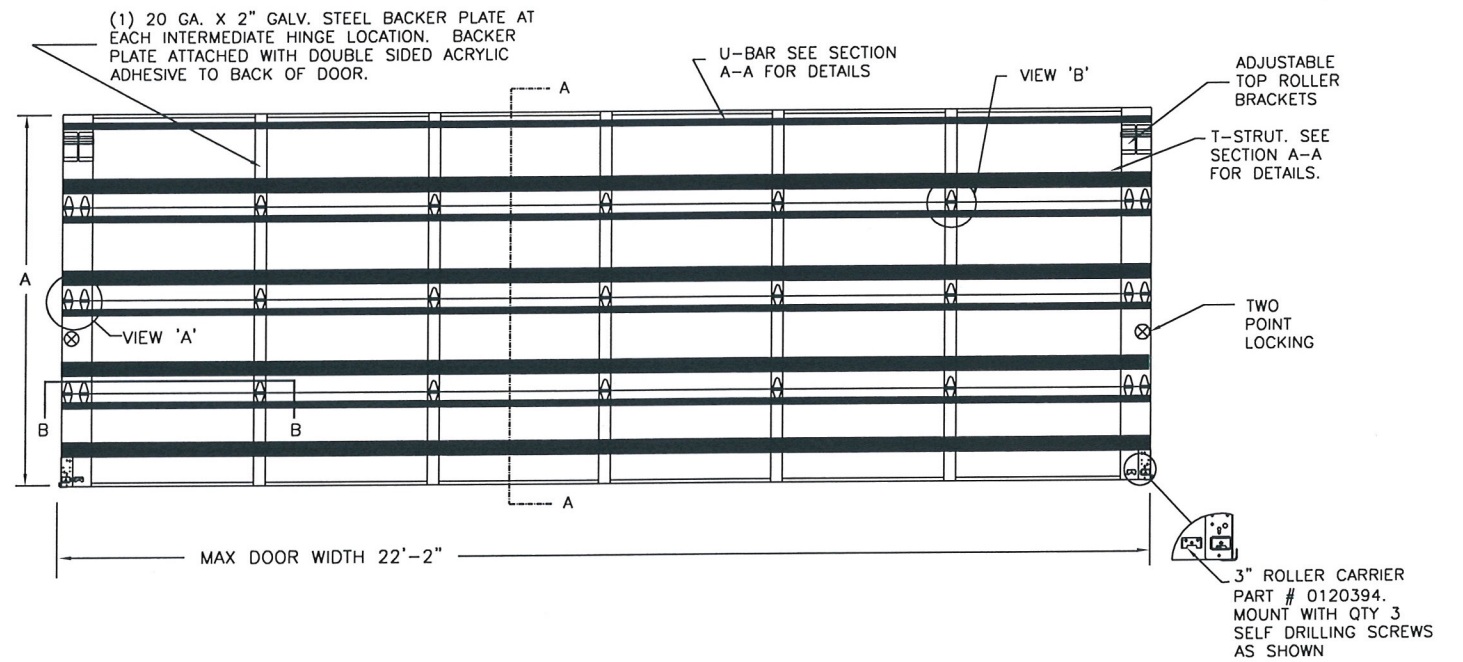 (1) 20 GA. X 2" GALV. STEEL BACKER PLATE AT
EACH INTERMEDIATE HINGE LOCATION. BACKER
PLATE ATTACHED WITH DOUBLE SIDED ACRYLIC
ADHESIVE TO BACK OF DOOR.
U-BAR SEE SECTION
A-A FOR DETAILS
VIEW 'B'
ADJUSTABLE
TOP ROLLER
BRACKETS
A
T-STRUT. SEE
SECTION A-A
FOR DETAILS.
A
VIEW 'A'
TWO
POINT
LOCKING
B
B
A
MAX DOOR WIDTH 22'-2"
3" ROLLER CARRIER
PART # 0120394.
MOUNT WITH QTY 3
SELF DRILLING SCREWS
AS SHOWN